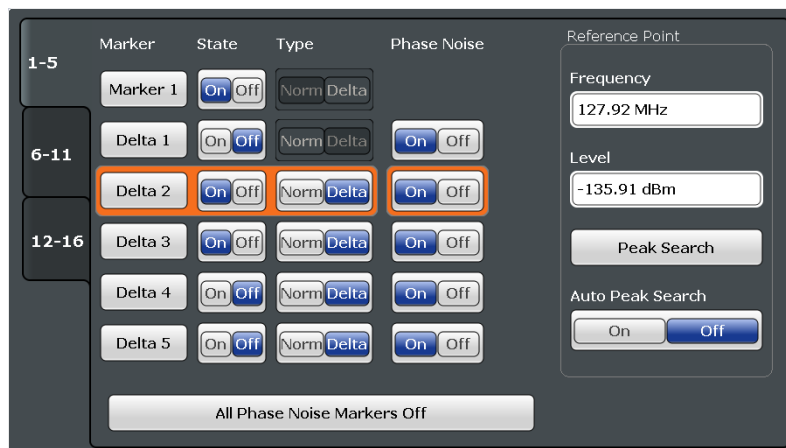 Marker State Type Phase Noise Reference Point
1-5
Marker 1 On Off Norm Delta
Frequency
127.92 MHz
6-11
Delta 1 On Off Norm Delta On Off
Level
Delta 2 On Off Norm Delta On Off
-135.91 dBm
12-16
Delta 3 On Off Norm Delta On Off
Peak Search
Delta 4 On Off Norm Delta On Off
Auto Peak Search
Delta 5 On Off Norm Delta On Off
On Off
All Phase Noise Markers Off